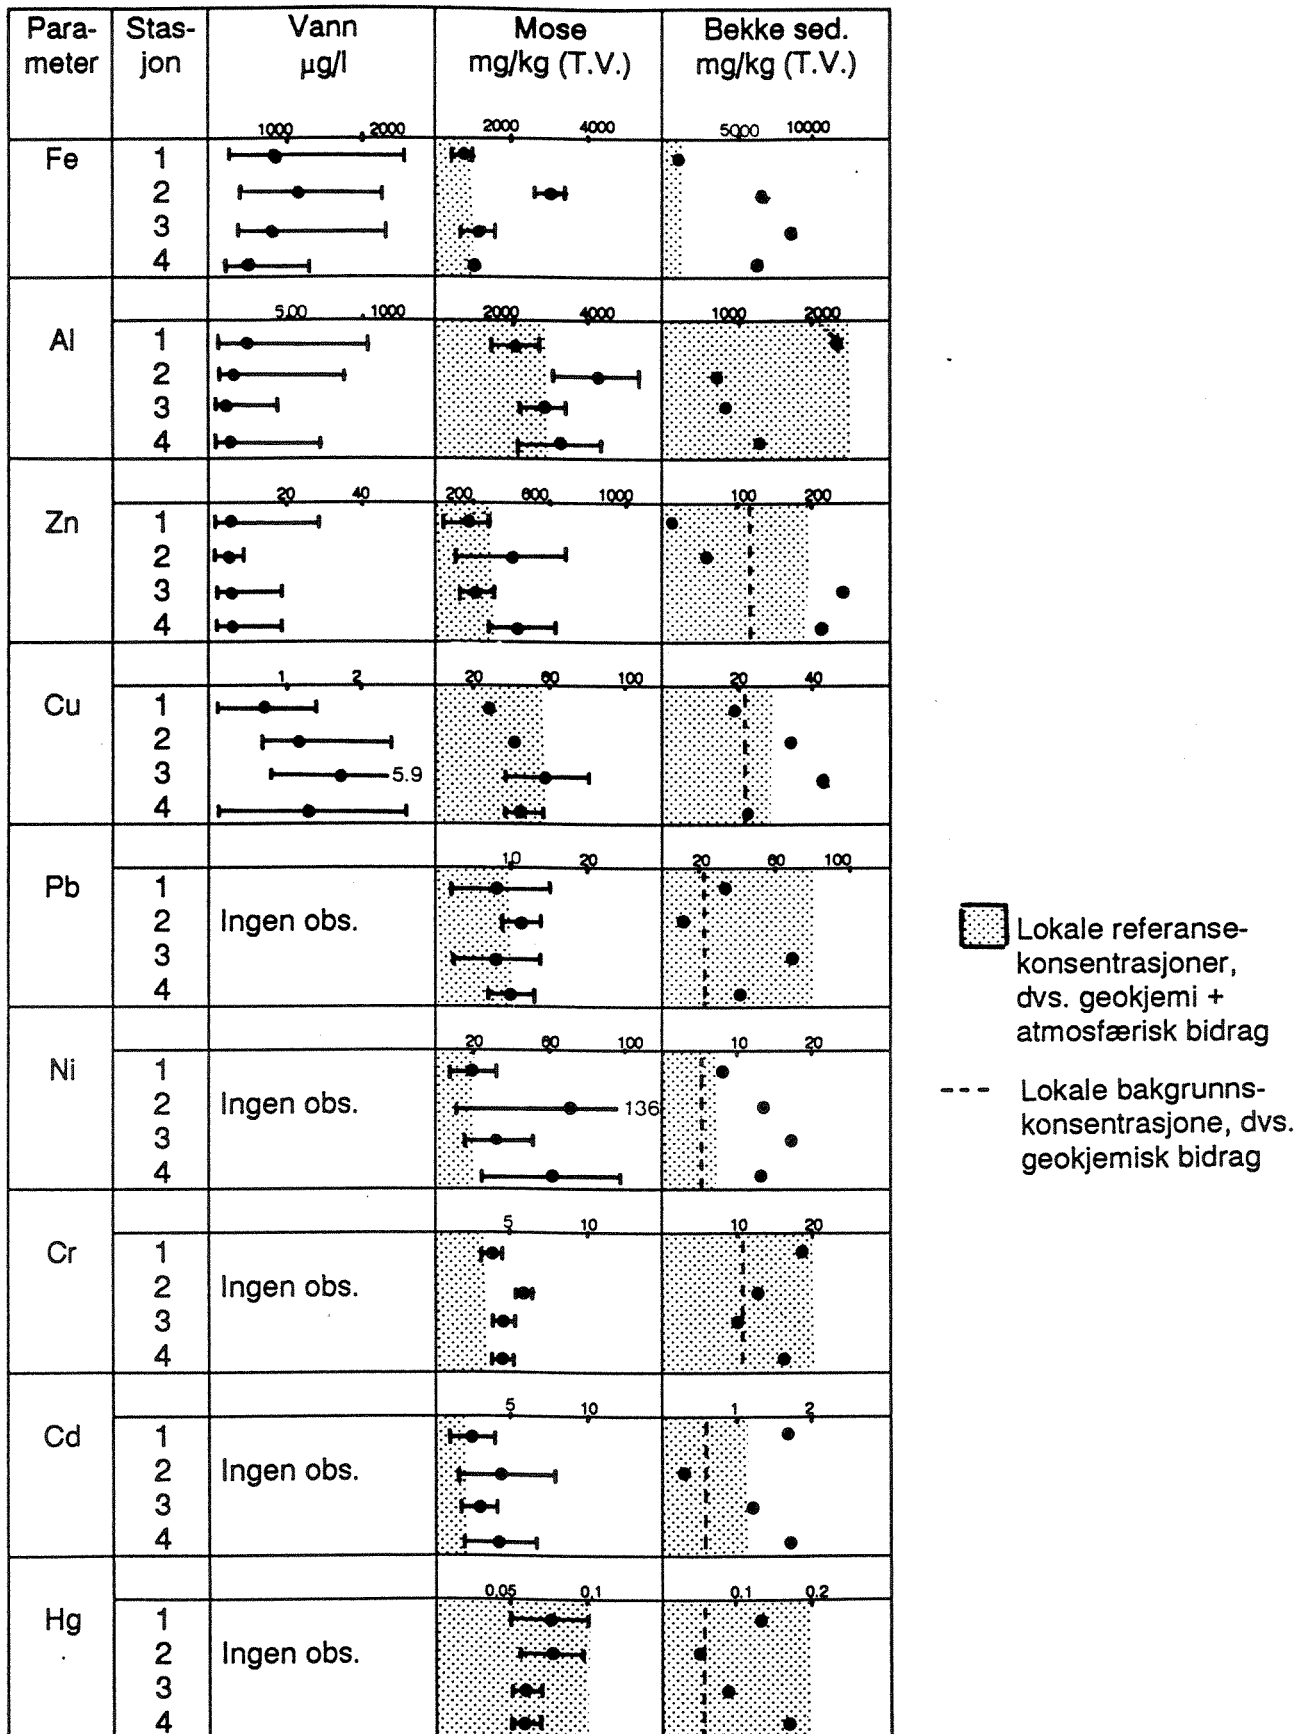 Para- Stas- Vann Mose Bekke sed.
meter jon µg/l mg/kg (T.V.) mg/kg (T.V.)
1000 2000 2000 4000 5000 10000
Fe 1
2
3
4
5,00 1000 2000 4000 1000 2000
Al 1
2
3
4
20 40 200 600 1000 100 200
Zn 1
2
3
4
1 2 20 60 100 20 40
Cu 1
2
3 5.9
4
10 20 20 60 100
Pb 1
2 Ingen obs.
3
4
20 60 100 10 20
Ni 1
2 Ingen obs. 136
3
4
5 10 10 20
Cr 1
2 Ingen obs.
3
4
5 10 1 2
Cd 1
2 Ingen obs.
3
4
0,05 0,1 0,1 0,2
Hg 1
2 Ingen obs.
3
4
Lokale referanse-
konsentrasjoner,
dvs. geokjemi +
atmosfærisk bidrag
Lokale bakgrunns-
konsentrasjone, dvs.
geokjemisk bidrag